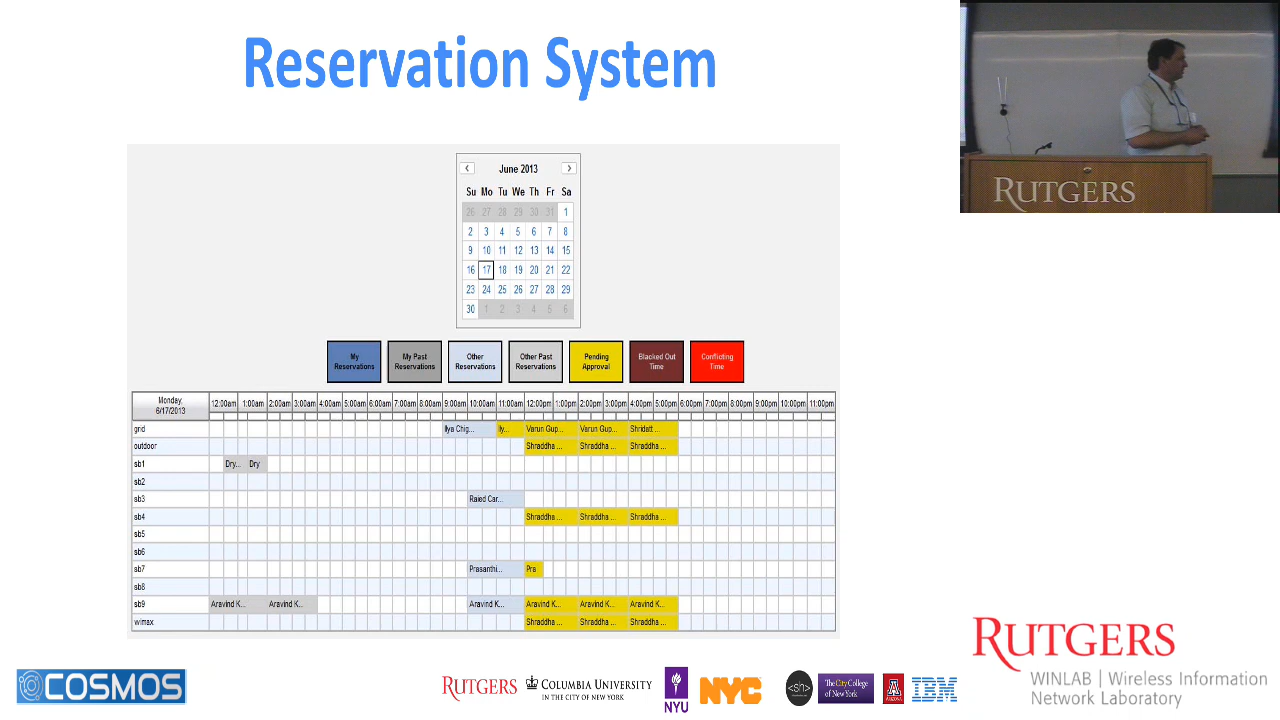 Reservation System
RUTGERS
June 2013
Su Mo Tu We Th Fr Sa
26 27 28 29 30 31 1
2 3 4 5 6 7 8
9 10 11 12 13 14 15
16 17 18 19 20 21 22
23 24 25 26 27 28 29
30 1 2 3 4 5 6
My Reservations
My Past Reservations
Other Reservations
Other Past Reservations
Pending Approval
Blacked Out Time
Conflicting Time
Monday, 6/17/2013
12:00am 1:00am 2:00am 3:00am 4:00am 5:00am 6:00am 7:00am 8:00am 9:00am 10:00am 11:00am 12:00pm 1:00pm 2:00pm 3:00pm 4:00pm 5:00pm 6:00pm 7:00pm 8:00pm 9:00pm 10:00pm 11:00pm
grid Ilya Chig... Ily... Varun Gup... Varun Gup... Shridatt ...
outdoor Shraddha ... Shraddha ... Shraddha ...
sb1 Dry... Dry
sb2
sb3 Raied Car...
sb4 Shraddha ... Shraddha ... Shraddha ...
sb5
sb6
sb7 Prasanthi... Pra
sb8
sb9 Aravind K... Aravind K... Aravind K... Aravind K... Aravind K... Aravind K...
wimax Shraddha ... Shraddha ... Shraddha ...
COSMOS
RUTGERS
COLUMBIA UNIVERSITY
IN THE CITY OF NEW YORK
NYU
NYC
<sh>
The City College
of New York
A
ARIZONA
IBM
RUTGERS
WINLAB | Wireless Information
Network Laboratory